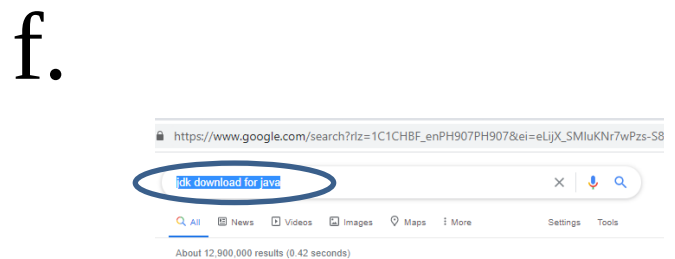 f.
https://www.google.com/search?rlz=1C1CHBF_enPH907PH907&ei=eLijX_SMIuKNr7wPzs-S8
jdk download for java
All News Videos Images Maps More Settings Tools
About 12,900,000 results (0.42 seconds)